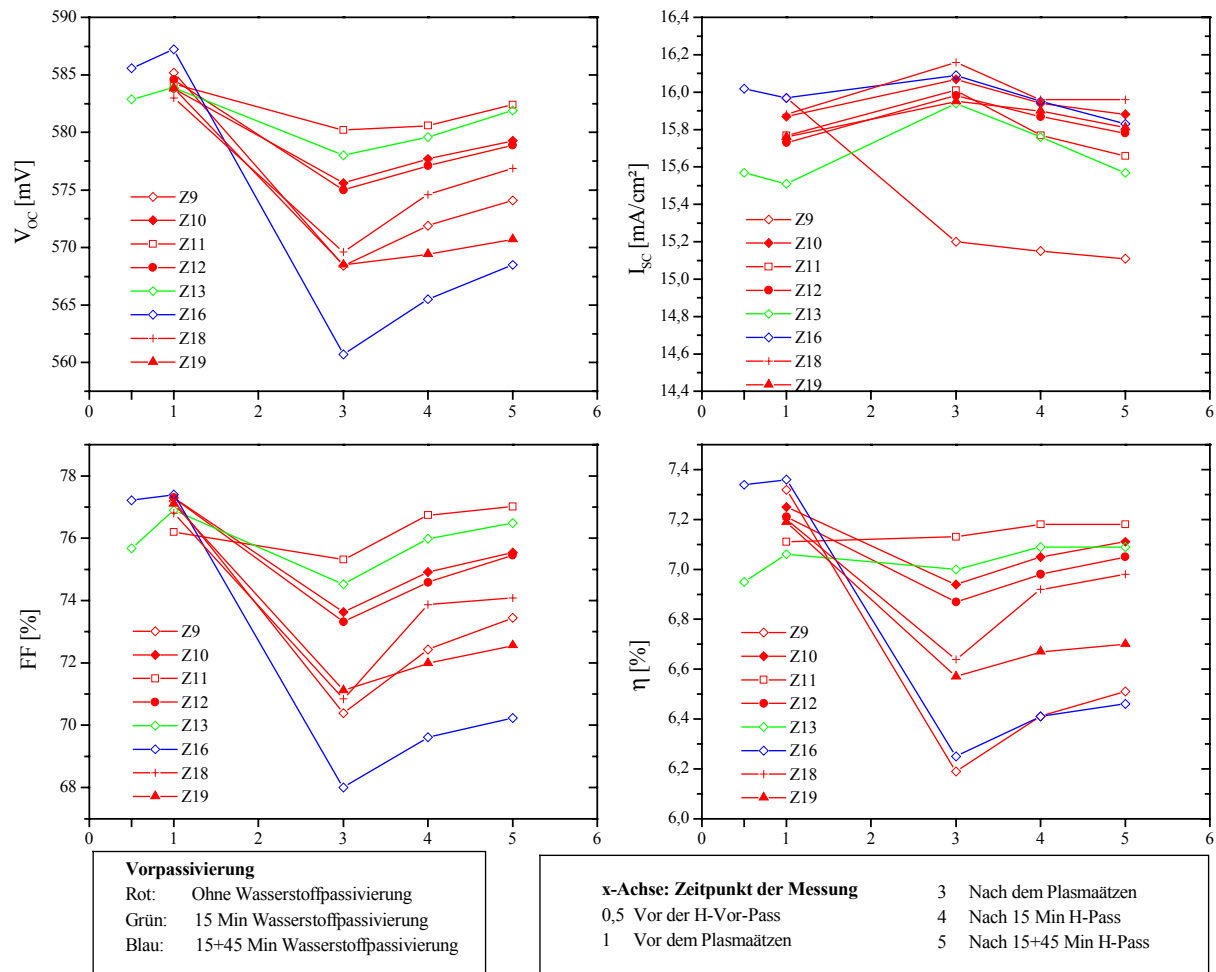 590
585
580
575
570
565
560
V_OC [mV]
Z9
Z10
Z11
Z12
Z13
Z16
Z18
Z19
0 1 2 3 4 5 6
16,4
16,2
16,0
15,8
15,6
15,4
15,2
15,0
14,8
14,6
14,4
I_SC [mA/cm²]
Z9
Z10
Z11
Z12
Z13
Z16
Z18
Z19
0 1 2 3 4 5 6
78
76
74
72
70
68
FF [%]
Z9
Z10
Z11
Z12
Z13
Z16
Z18
Z19
0 1 2 3 4 5 6
7,4
7,2
7,0
6,8
6,6
6,4
6,2
6,0
η [%]
Z9
Z10
Z11
Z12
Z13
Z16
Z18
Z19
0 1 2 3 4 5 6
Vorpassivierung
Rot: Ohne Wasserstoffpassivierung
Grün: 15 Min Wasserstoffpassivierung
Blau: 15+45 Min Wasserstoffpassivierung
x-Achse: Zeitpunkt der Messung
0,5 Vor der H-Vor-Pass
1 Vor dem Plasmaätzen
3 Nach dem Plasmaätzen
4 Nach 15 Min H-Pass
5 Nach 15+45 Min H-Pass